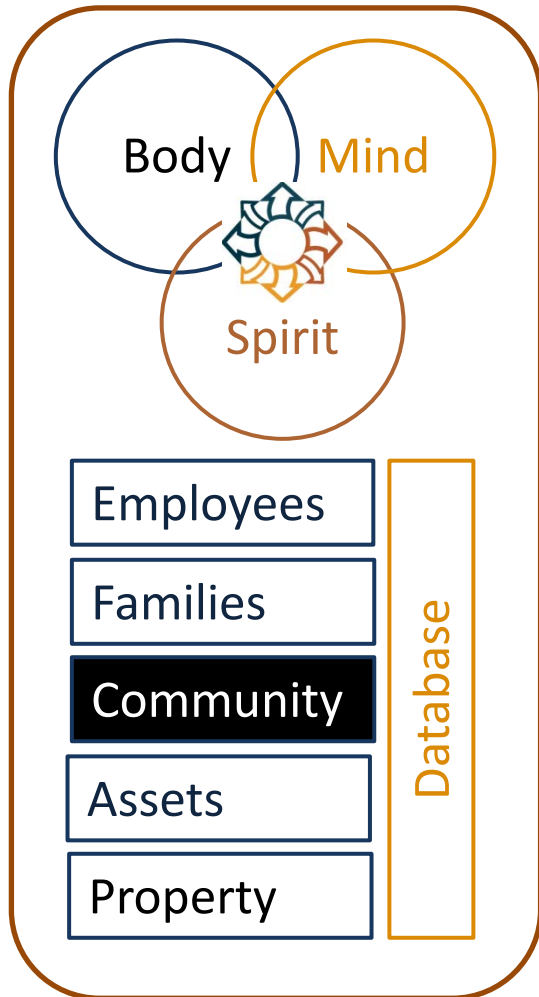 Body
Mind
Spirit
Employees
Families
Community
Assets
Property
Database